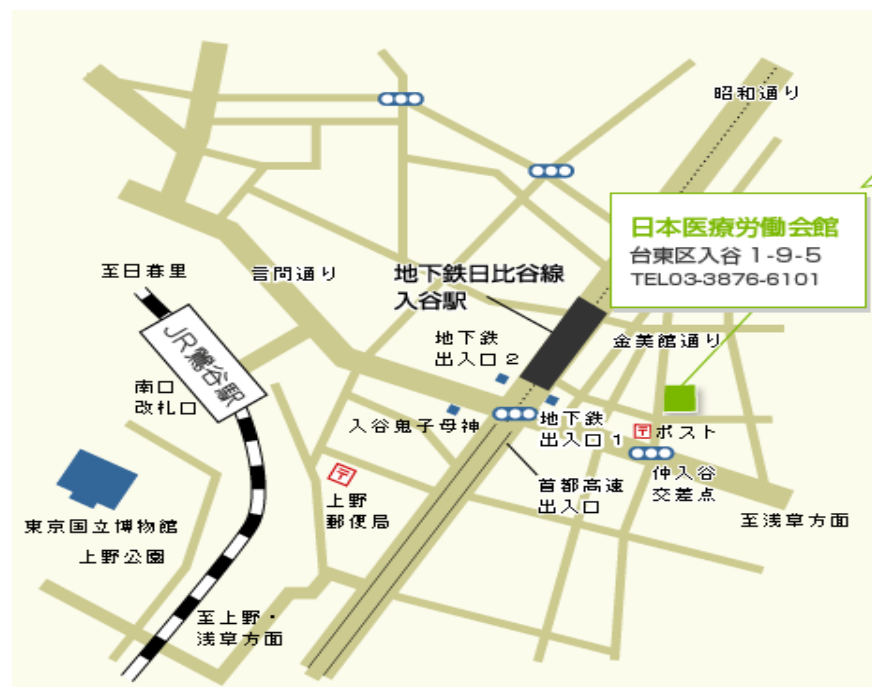 昭和通り
日本医療労働会館
台東区入谷 1-9-5
TEL03-3876-6101
至日暮里
言問通り
地下鉄日比谷線
入谷駅
JR鶯谷駅
地下鉄
出入口 2
金美館通り
南口
改札口
入谷鬼子母神
地下鉄
出入口 1
〒ポスト
仲入谷
交差点
首都高速
出入口
〒
上野
郵便局
至浅草方面
東京国立博物館
上野公園
至上野・
浅草方面